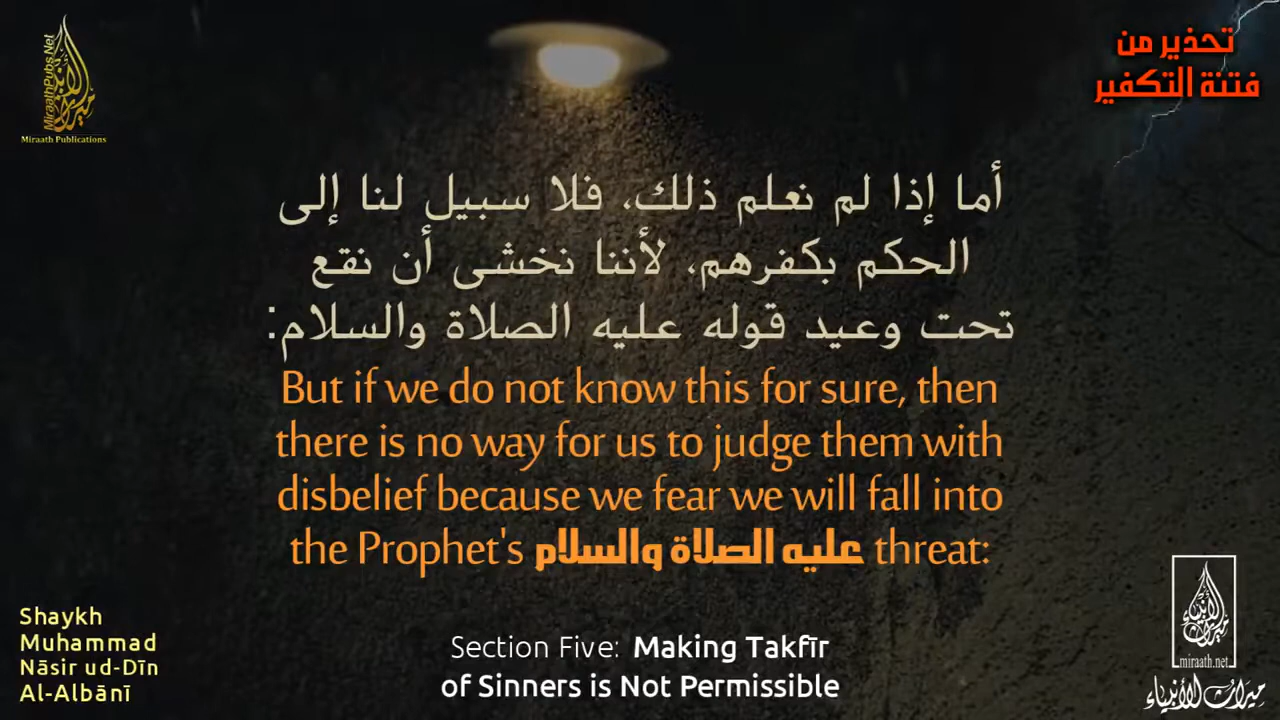 MiraathPubs.Net
ميراث الأنبياء
Miraath Publications
تحذير من
فتنة التكفير
أما إذا لم نعلم ذلك، فلا سبيل لنا إلى
الحكم بكفرهم، لأننا نخشى أن نقع
تحت وعيد قوله عليه الصلاة والسلام:
But if we do not know this for sure, then
there is no way for us to judge them with
disbelief because we fear we will fall into
the Prophet's عليه الصلاة والسلام threat:
Shaykh
Muhammad
Nāsir ud-Dīn
Al-Albānī
Section Five: Making Takfīr
of Sinners is Not Permissible
ميراث الأنبياء
miraath.net
ميراث الأنبياء